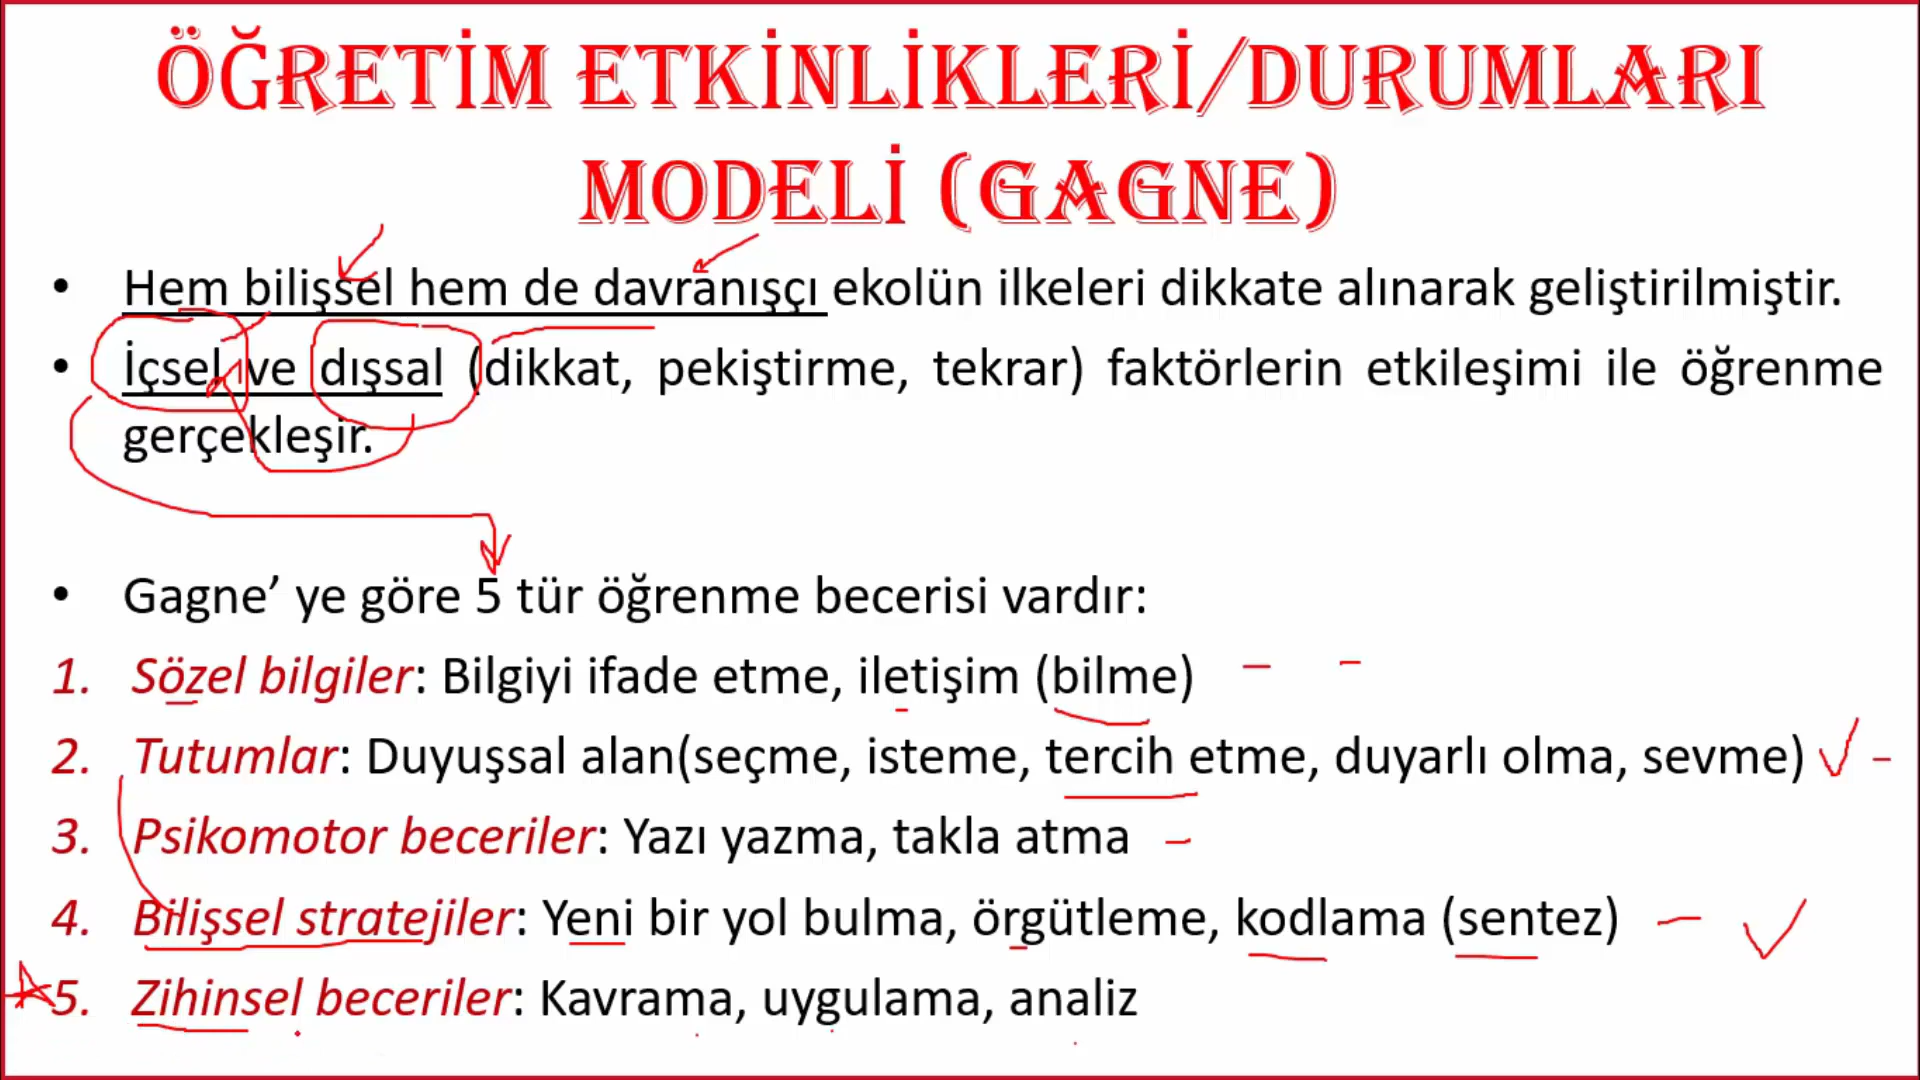 ÖĞRETİM ETKİNLİKLERİ/DURUMLARI
MODELİ (GAGNE)
• Hem bilişsel hem de davranışçı ekolün ilkeleri dikkate alınarak geliştirilmiştir.
• İçsel ve dışsal (dikkat, pekiştirme, tekrar) faktörlerin etkileşimi ile öğrenme
gerçekleşir.
• Gagne’ ye göre 5 tür öğrenme becerisi vardır:
1. Sözel bilgiler: Bilgiyi ifade etme, iletişim (bilme)
2. Tutumlar: Duyuşsal alan(seçme, isteme, tercih etme, duyarlı olma, sevme)
3. Psikomotor beceriler: Yazı yazma, takla atma
4. Bilişsel stratejiler: Yeni bir yol bulma, örgütleme, kodlama (sentez)
5. Zihinsel beceriler: Kavrama, uygulama, analiz